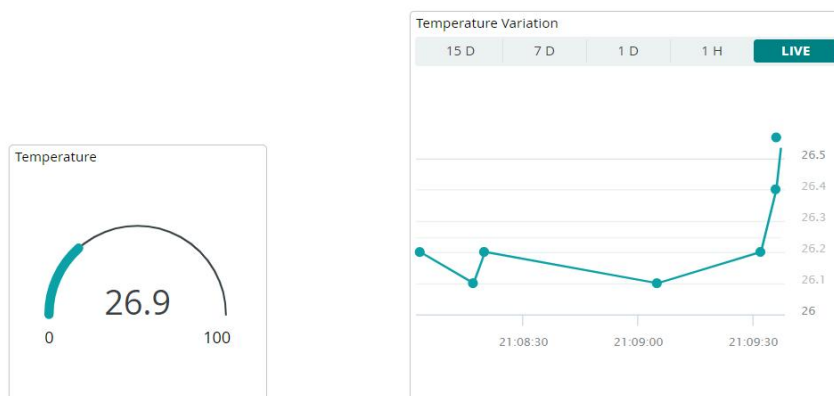 Temperature Variation
15 D 7 D 1 D 1 H LIVE
Temperature
26.9
0 100
26.5
26.4
26.3
26.2
26.1
26
21:08:30 21:09:00 21:09:30